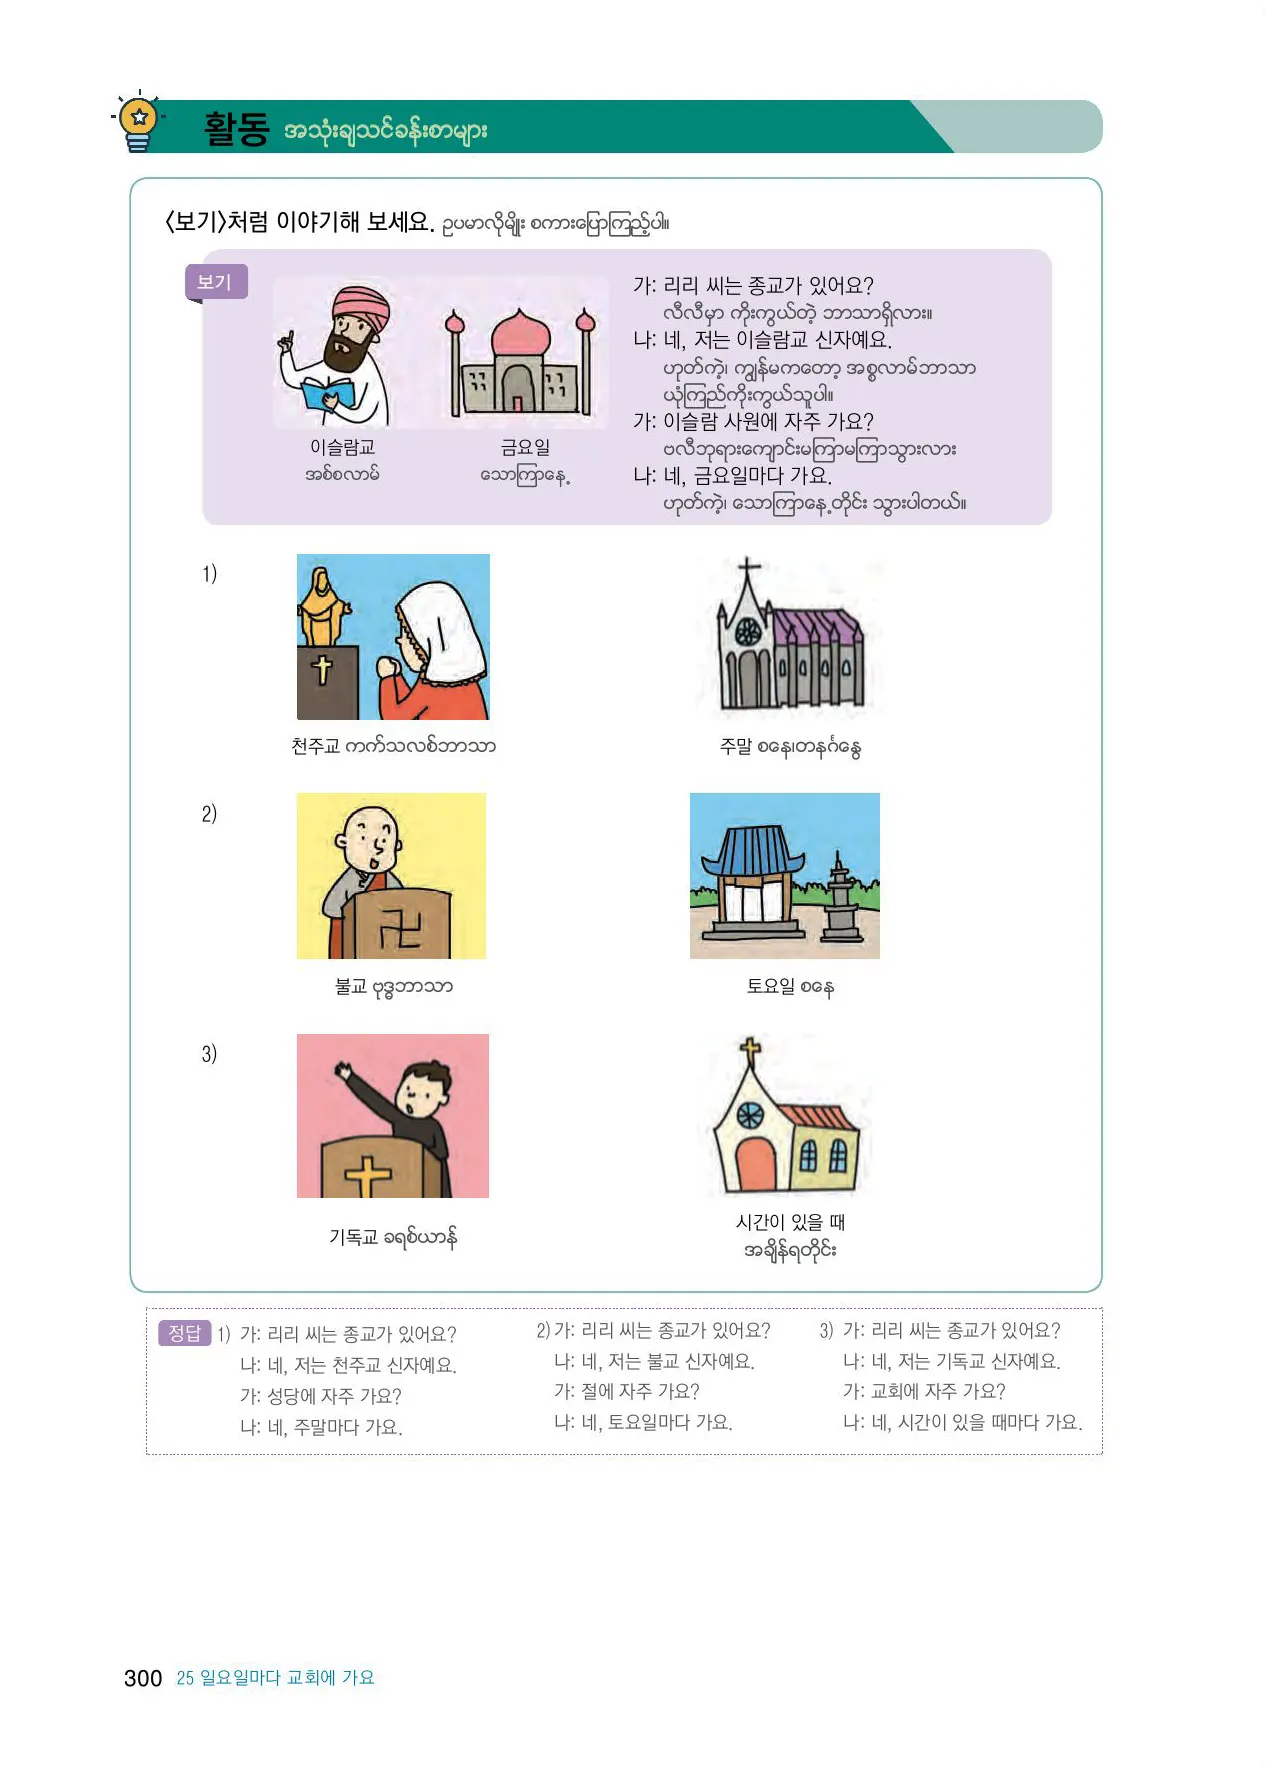 활동 အသုံးချသင်ခန်းစာများ
<보기>처럼 이야기해 보세요. ဥပမာလိုမျိုး စကားပြောကြည့်ပါ။
보기
가: 리리 씨는 종교가 있어요?
လီလီမှာ ကိုးကွယ်တဲ့ ဘာသာရှိလား။
나: 네, 저는 이슬람교 신자예요.
ဟုတ်ကဲ့၊ ကျွန်မကတော့ အစ္စလာမ်ဘာသာ
ယုံကြည်ကိုးကွယ်သူပါ။
가: 이슬람 사원에 자주 가요?
ဗလီဘုရားကျောင်းမကြာမကြာသွားလား
나: 네, 금요일마다 가요.
ဟုတ်ကဲ့၊ သောကြာနေ့တိုင်း သွားပါတယ်။
이슬람교
အစ်စလာမ်
금요일
သောကြာနေ့
1)
천주교 ကက်သလစ်ဘာသာ
주말 စနေ၊တနင်္ဂနွေ
2)
불교 ဗုဒ္ဓဘာသာ
토요일 စနေ
3)
기독교 ခရစ်ယာန်
시간이 있을 때
အချိန်ရတိုင်း
정답
1) 가: 리리 씨는 종교가 있어요?
나: 네, 저는 천주교 신자예요.
가: 성당에 자주 가요?
나: 네, 주말마다 가요.
2) 가: 리리 씨는 종교가 있어요?
나: 네, 저는 불교 신자예요.
가: 절에 자주 가요?
나: 네, 토요일마다 가요.
3) 가: 리리 씨는 종교가 있어요?
나: 네, 저는 기독교 신자예요.
가: 교회에 자주 가요?
나: 네, 시간이 있을 때마다 가요.
300 25 일요일마다 교회에 가요